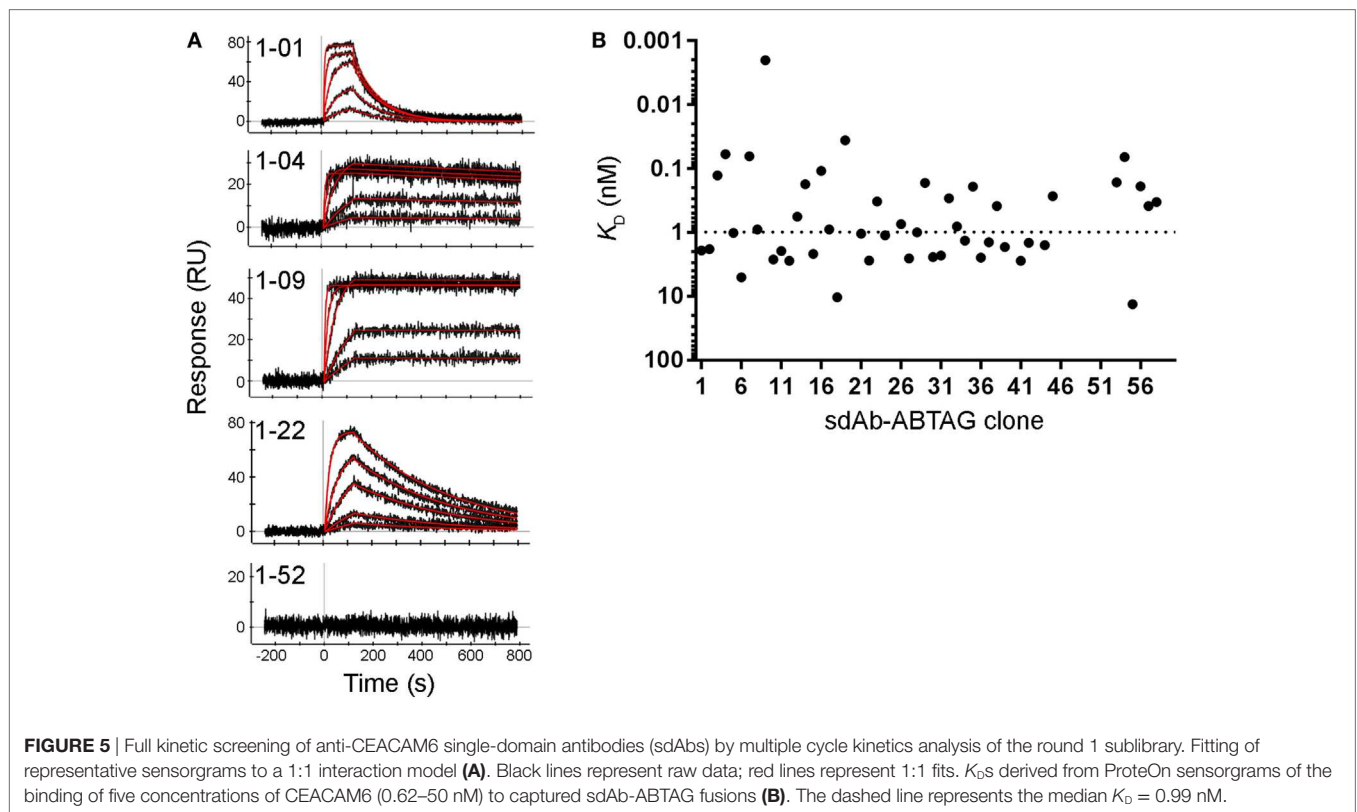 A
80
1-01
40
0
1-04
20
0
1-09
40
20
0
80
1-22
40
0
1-52
20
0
Response (RU)
-200 0 200 400 600 800
Time (s)
B
0.001
0.01
0.1
1
10
100
K_D (nM)
1 6 11 16 21 26 31 36 41 46 51 56
sdAb-ABTAG clone
FIGURE 5 | Full kinetic screening of anti-CEACAM6 single-domain antibodies (sdAbs) by multiple cycle kinetics analysis of the round 1 sublibrary. Fitting of
representative sensorgrams to a 1:1 interaction model (A). Black lines represent raw data; red lines represent 1:1 fits. K_Ds derived from ProteOn sensorgrams of the
binding of five concentrations of CEACAM6 (0.62–50 nM) to captured sdAb-ABTAG fusions (B). The dashed line represents the median K_D = 0.99 nM.